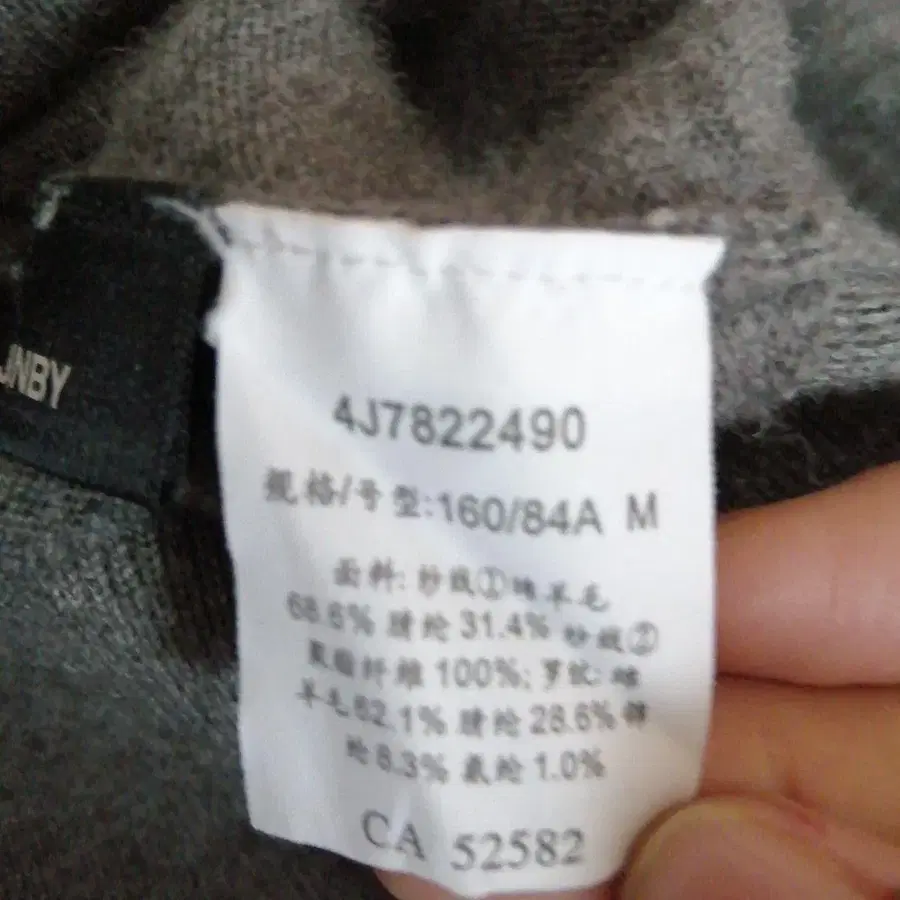 JNBY
4J7822490
规格/号型:160/84A M
面料:纱线①绵羊毛
68.6% 腈纶 31.4% 纱线②
聚酯纤维 100%; 罗纹: 绵
羊毛62.1% 腈纶 28.6% 锦
纶 8.3% 氨纶 1.0%
CA 52582